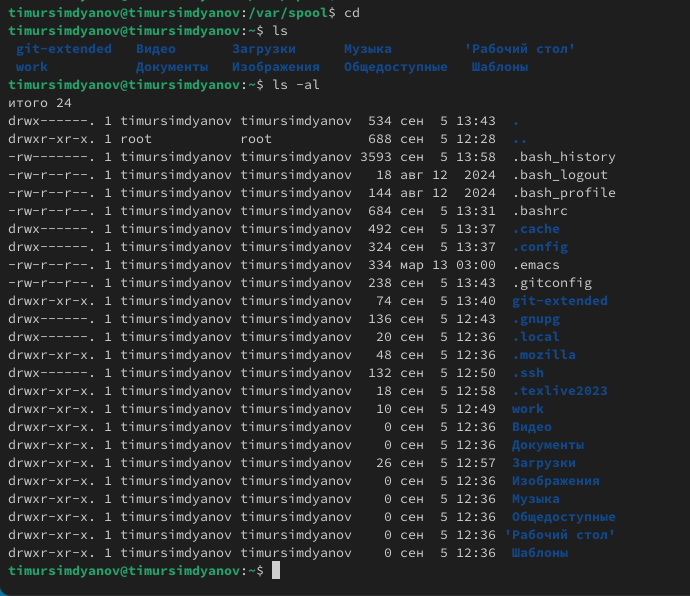 timursimdyanov@timursimdyanov:/var/spool$ cd
timursimdyanov@timursimdyanov:~$ ls
git-extended Видео Загрузки Музыка 'Рабочий стол'
work Документы Изображения Общедоступные Шаблоны
timursimdyanov@timursimdyanov:~$ ls -al
итого 24
drwx------. 1 timursimdyanov timursimdyanov 534 сен 5 13:43 .
drwxr-xr-x. 1 root root 688 сен 5 12:28 ..
-rw-------. 1 timursimdyanov timursimdyanov 3593 сен 5 13:58 .bash_history
-rw-r--r--. 1 timursimdyanov timursimdyanov 18 авг 12 2024 .bash_logout
-rw-r--r--. 1 timursimdyanov timursimdyanov 144 авг 12 2024 .bash_profile
-rw-r--r--. 1 timursimdyanov timursimdyanov 684 сен 5 13:31 .bashrc
drwx------. 1 timursimdyanov timursimdyanov 492 сен 5 13:37 .cache
drwx------. 1 timursimdyanov timursimdyanov 324 сен 5 13:37 .config
-rw-r--r--. 1 timursimdyanov timursimdyanov 334 мар 13 03:00 .emacs
-rw-r--r--. 1 timursimdyanov timursimdyanov 238 сен 5 13:43 .gitconfig
drwxr-xr-x. 1 timursimdyanov timursimdyanov 74 сен 5 13:40 git-extended
drwx------. 1 timursimdyanov timursimdyanov 136 сен 5 12:43 .gnupg
drwx------. 1 timursimdyanov timursimdyanov 20 сен 5 12:36 .local
drwxr-xr-x. 1 timursimdyanov timursimdyanov 48 сен 5 12:36 .mozilla
drwx------. 1 timursimdyanov timursimdyanov 132 сен 5 12:50 .ssh
drwxr-xr-x. 1 timursimdyanov timursimdyanov 18 сен 5 12:58 .texlive2023
drwxr-xr-x. 1 timursimdyanov timursimdyanov 10 сен 5 12:49 work
drwxr-xr-x. 1 timursimdyanov timursimdyanov 0 сен 5 12:36 Видео
drwxr-xr-x. 1 timursimdyanov timursimdyanov 0 сен 5 12:36 Документы
drwxr-xr-x. 1 timursimdyanov timursimdyanov 26 сен 5 12:57 Загрузки
drwxr-xr-x. 1 timursimdyanov timursimdyanov 0 сен 5 12:36 Изображения
drwxr-xr-x. 1 timursimdyanov timursimdyanov 0 сен 5 12:36 Музыка
drwxr-xr-x. 1 timursimdyanov timursimdyanov 0 сен 5 12:36 Общедоступные
drwxr-xr-x. 1 timursimdyanov timursimdyanov 0 сен 5 12:36 'Рабочий стол'
drwxr-xr-x. 1 timursimdyanov timursimdyanov 0 сен 5 12:36 Шаблоны
timursimdyanov@timursimdyanov:~$